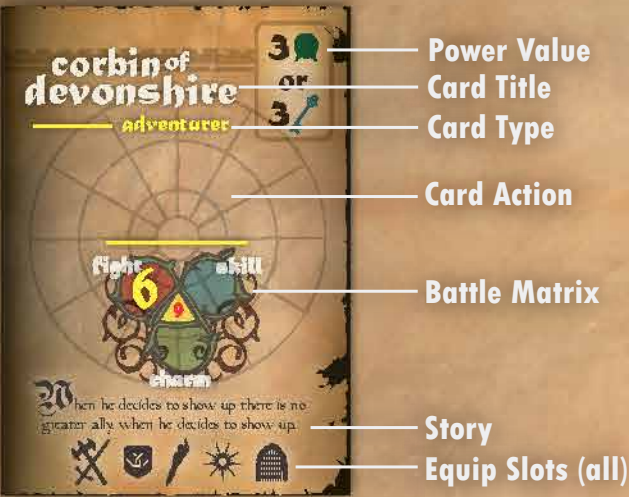 corbin of
devonshire
adventurer
3
or
3
Power Value
Card Title
Card Type
Card Action
fight
skill
6
9
charm
Battle Matrix
When he decides to show up there is no
greater ally. when he decides to show up.
Story
Equip Slots (all)